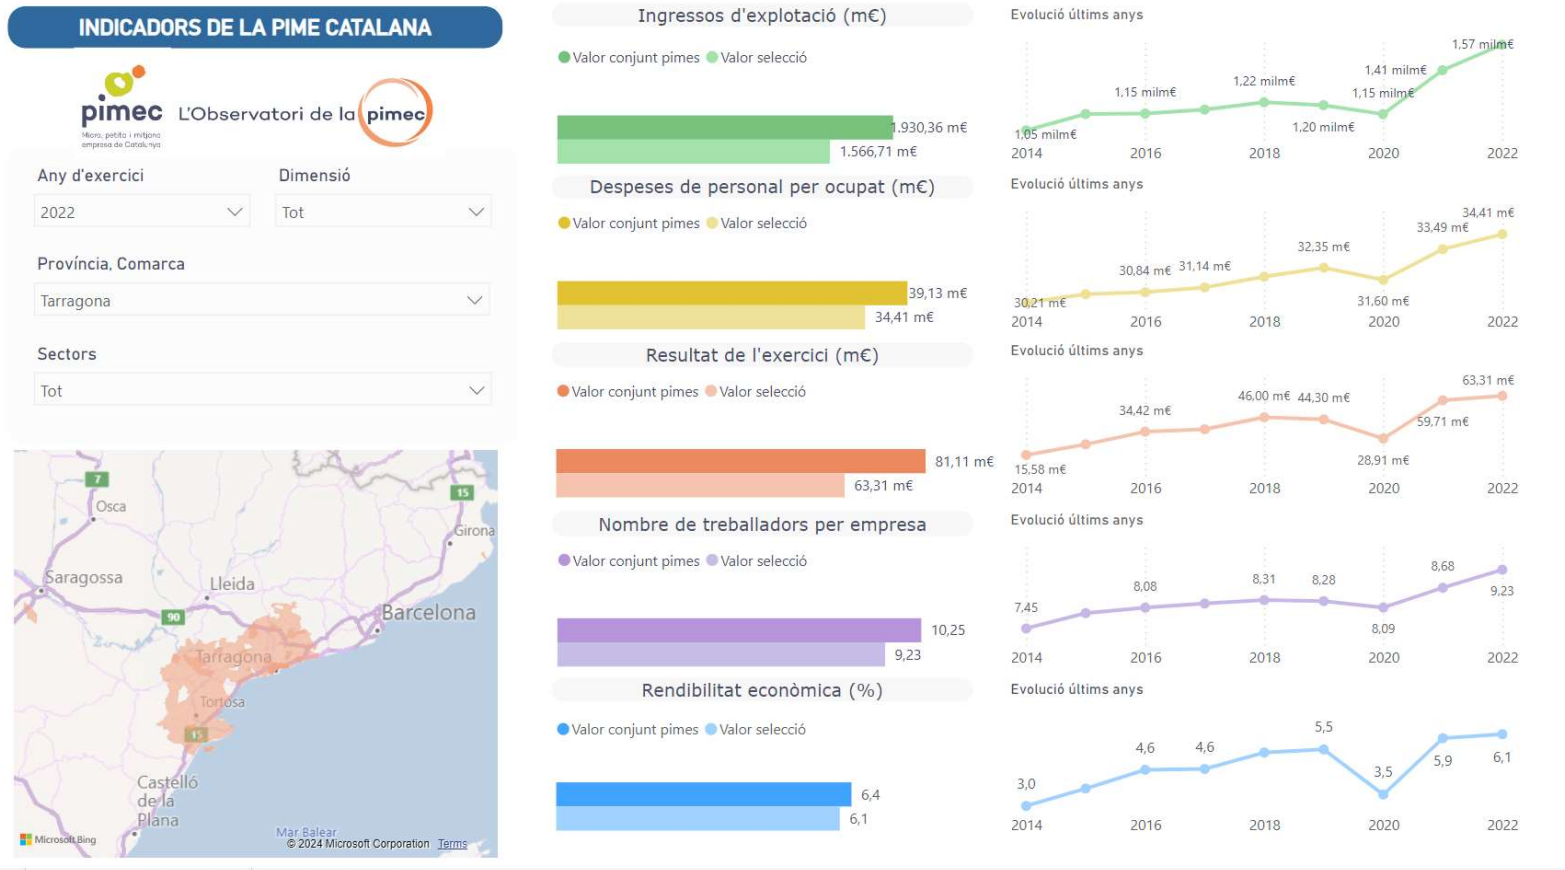 INDICADORS DE LA PIME CATALANA
pimec
Micro, petita i mitjana
empresa de Catalunya
L'Observatori de la pimec
Any d'exercici
2022
Dimensió
Tot
Província, Comarca
Tarragona
Sectors
Tot
7
Osca
15
Girona
Saragossa
Lleida
90
Barcelona
Tarragona
Tortosa
15
Castelló
de la
Plana
Mar Balear
Microsoft Bing
© 2024 Microsoft Corporation Terms
Ingressos d'explotació (m€)
Valor conjunt pimes Valor selecció
1.930,36 m€
1.566,71 m€
Evolució últims anys
1,05 milm€
1,15 milm€
1,22 milm€
1,20 milm€
1,15 milm€
1,41 milm€
1,57 milm€
2014 2016 2018 2020 2022
Despeses de personal per ocupat (m€)
Valor conjunt pimes Valor selecció
39,13 m€
34,41 m€
Evolució últims anys
30,21 m€
30,84 m€
31,14 m€
32,35 m€
31,60 m€
33,49 m€
34,41 m€
2014 2016 2018 2020 2022
Resultat de l'exercici (m€)
Valor conjunt pimes Valor selecció
81,11 m€
63,31 m€
Evolució últims anys
15,58 m€
34,42 m€
46,00 m€
44,30 m€
28,91 m€
59,71 m€
63,31 m€
2014 2016 2018 2020 2022
Nombre de treballadors per empresa
Valor conjunt pimes Valor selecció
10,25
9,23
Evolució últims anys
7,45
8,08
8,31
8,28
8,09
8,68
9,23
2014 2016 2018 2020 2022
Rendibilitat econòmica (%)
Valor conjunt pimes Valor selecció
6,4
6,1
Evolució últims anys
3,0
4,6
4,6
5,5
3,5
5,9
6,1
2014 2016 2018 2020 2022